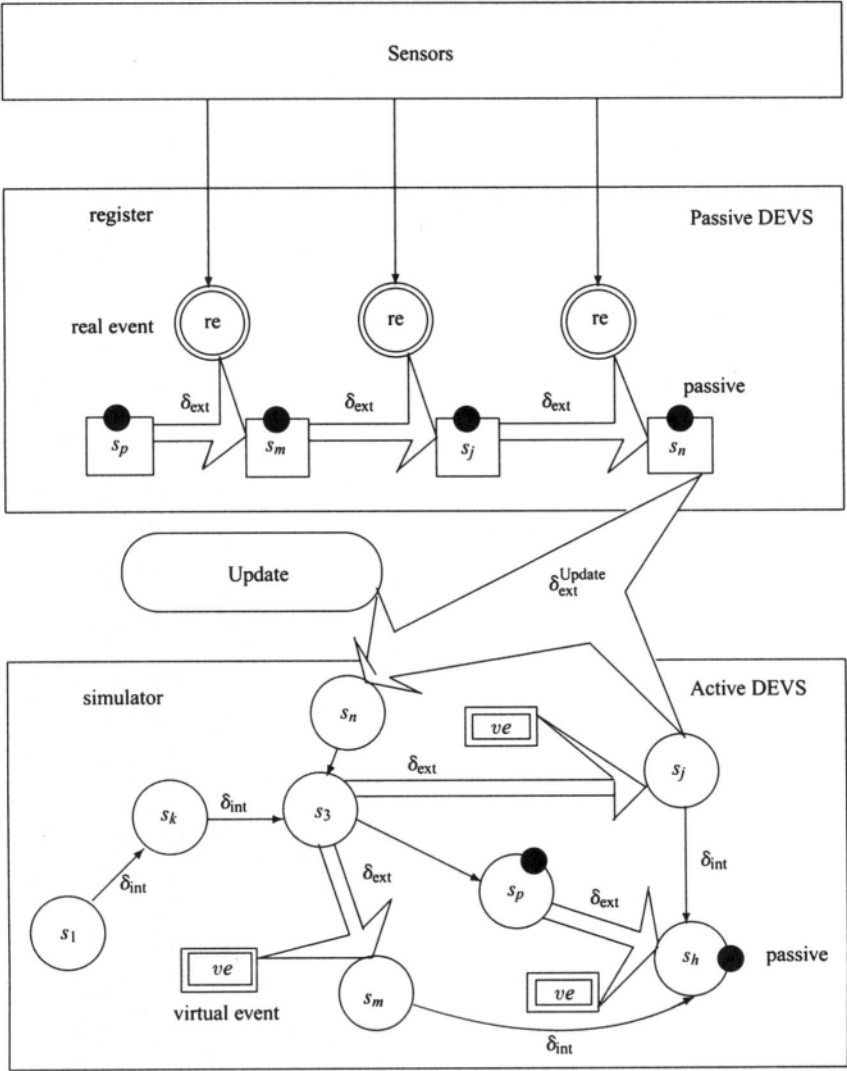 Sensors
register
Passive DEVS
real event
re
re
re
passive
δext
δext
δext
sp
sm
sj
sn
Update
δextUpdate
simulator
Active DEVS
sn
ve
δext
sj
sk
δint
s3
δint
δext
sp
δext
δint
s1
ve
sm
ve
sh
passive
virtual event
δint